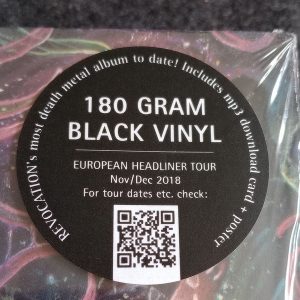 REVOCATION's most death metal album to date! Includes mp3 download card + poster
180 GRAM
BLACK VINYL
EUROPEAN HEADLINER TOUR
Nov/Dec 2018
For tour dates etc. check: